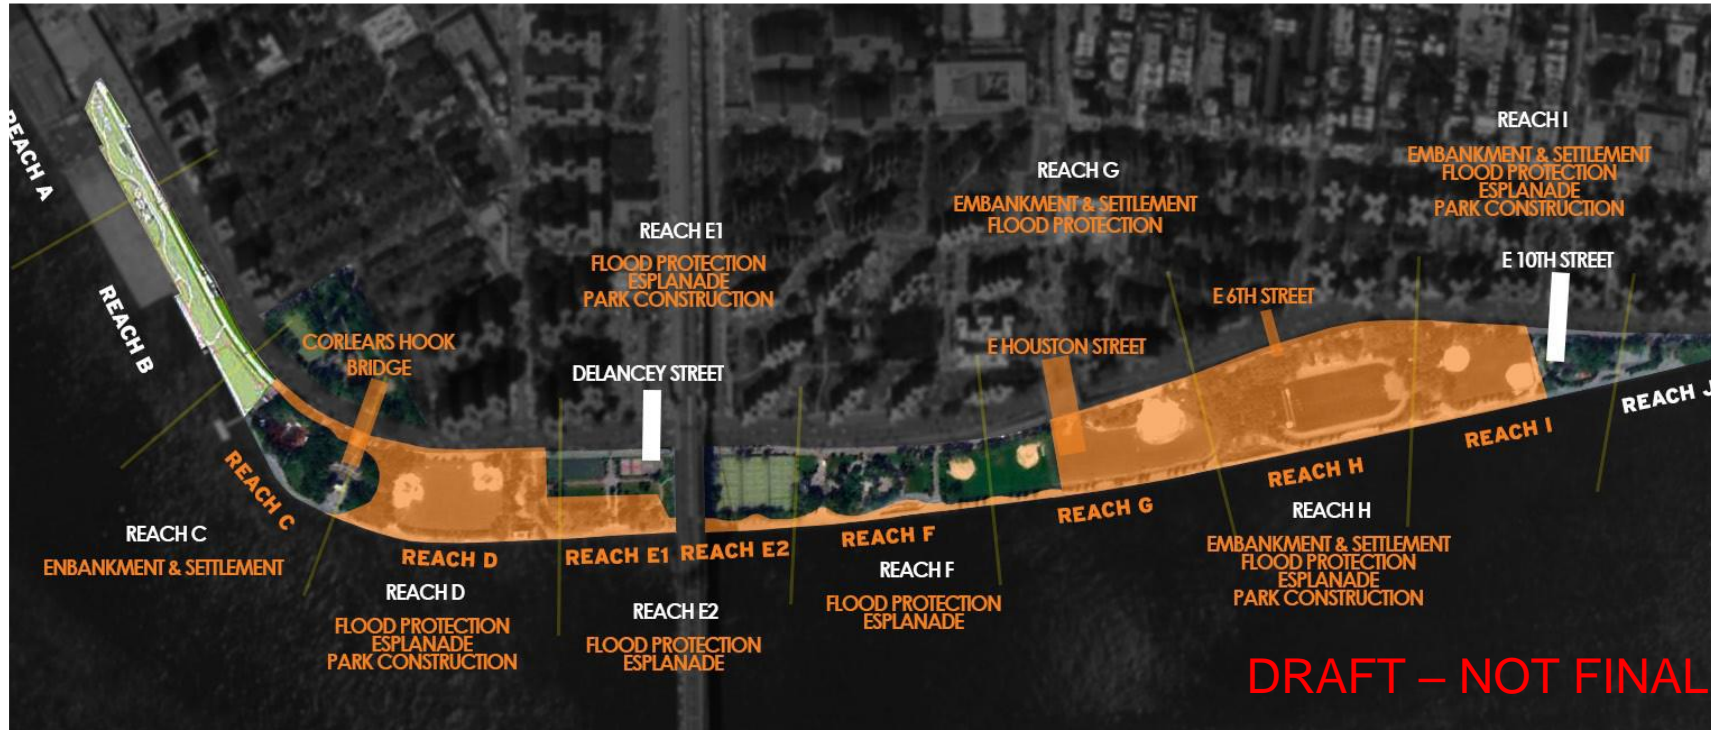 REACH A
REACH B
REACH C
REACH C
ENBANKMENT & SETTLEMENT
CORLEARS HOOK
BRIDGE
REACH D
REACH D
FLOOD PROTECTION
ESPLANADE
PARK CONSTRUCTION
REACH E1
FLOOD PROTECTION
ESPLANADE
PARK CONSTRUCTION
DELANCEY STREET
REACH E1
REACH E2
REACH E2
FLOOD PROTECTION
ESPLANADE
REACH F
REACH F
FLOOD PROTECTION
ESPLANADE
REACH G
EMBANKMENT & SETTLEMENT
FLOOD PROTECTION
E HOUSTON STREET
REACH G
E 6TH STREET
REACH H
REACH H
EMBANKMENT & SETTLEMENT
FLOOD PROTECTION
ESPLANADE
PARK CONSTRUCTION
REACH I
EMBANKMENT & SETTLEMENT
FLOOD PROTECTION
ESPLANADE
PARK CONSTRUCTION
E 10TH STREET
REACH I
REACH J
DRAFT – NOT FINAL